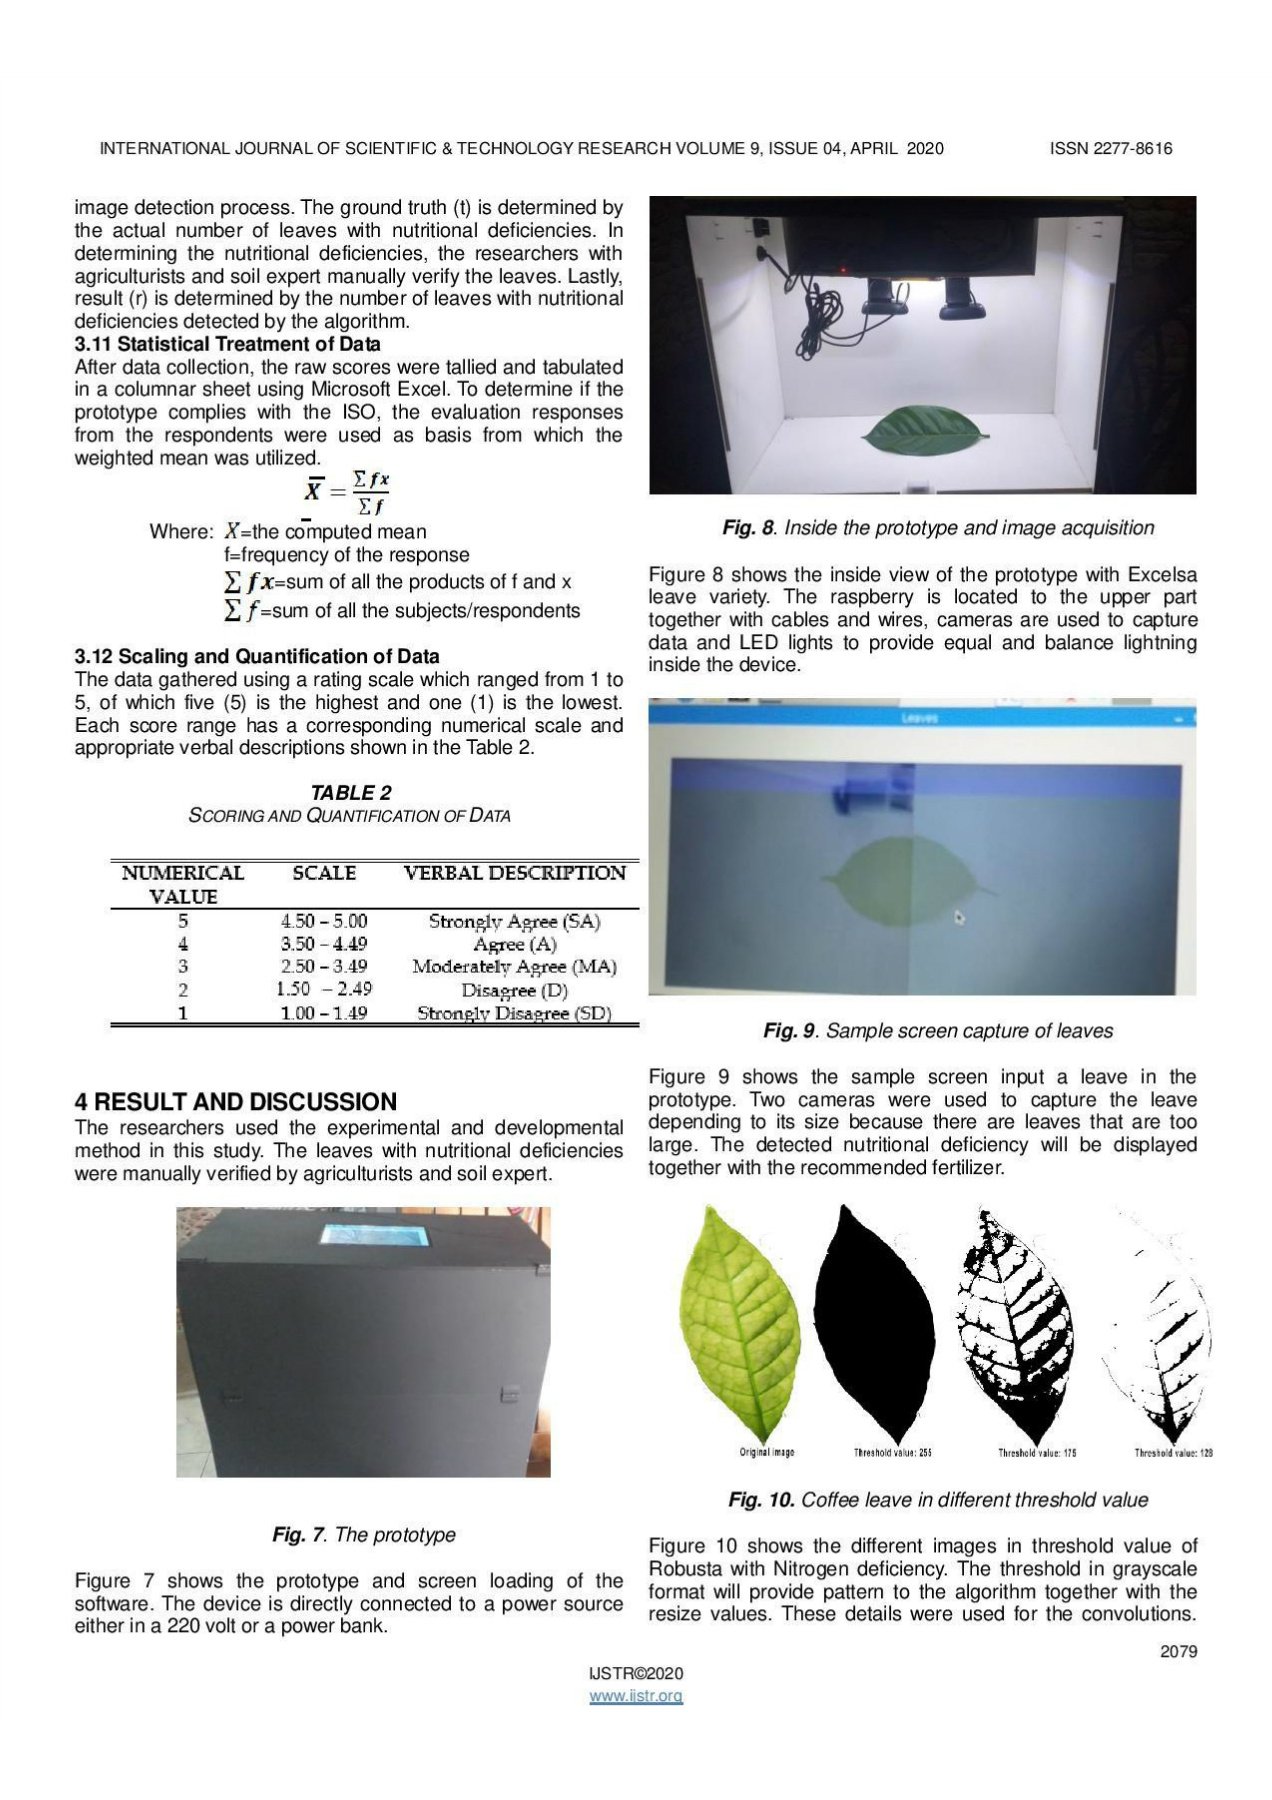 INTERNATIONAL JOURNAL OF SCIENTIFIC & TECHNOLOGY RESEARCH VOLUME 9, ISSUE 04, APRIL 2020 ISSN 2277-8616
image detection process. The ground truth (t) is determined by
the actual number of leaves with nutritional deficiencies. In
determining the nutritional deficiencies, the researchers with
agriculturists and soil expert manually verify the leaves. Lastly,
result (r) is determined by the number of leaves with nutritional
deficiencies detected by the algorithm.
3.11 Statistical Treatment of Data
After data collection, the raw scores were tallied and tabulated
in a columnar sheet using Microsoft Excel. To determine if the
prototype complies with the ISO, the evaluation responses
from the respondents were used as basis from which the
weighted mean was utilized.
X̅ = Σfx / Σf
Where: X̅=the computed mean
f=frequency of the response
∑ fx=sum of all the products of f and x
∑ f=sum of all the subjects/respondents
3.12 Scaling and Quantification of Data
The data gathered using a rating scale which ranged from 1 to
5, of which five (5) is the highest and one (1) is the lowest.
Each score range has a corresponding numerical scale and
appropriate verbal descriptions shown in the Table 2.
TABLE 2
SCORING AND QUANTIFICATION OF DATA
NUMERICAL SCALE VERBAL DESCRIPTION
VALUE
5 4.50 – 5.00 Strongly Agree (SA)
4 3.50 – 4.49 Agree (A)
3 2.50 – 3.49 Moderately Agree (MA)
2 1.50 – 2.49 Disagree (D)
1 1.00 – 1.49 Strongly Disagree (SD)
4 RESULT AND DISCUSSION
The researchers used the experimental and developmental
method in this study. The leaves with nutritional deficiencies
were manually verified by agriculturists and soil expert.
Fig. 7. The prototype
Figure 7 shows the prototype and screen loading of the
software. The device is directly connected to a power source
either in a 220 volt or a power bank.
Fig. 8. Inside the prototype and image acquisition
Figure 8 shows the inside view of the prototype with Excelsa
leave variety. The raspberry is located to the upper part
together with cables and wires, cameras are used to capture
data and LED lights to provide equal and balance lightning
inside the device.
Leaves
Fig. 9. Sample screen capture of leaves
Figure 9 shows the sample screen input a leave in the
prototype. Two cameras were used to capture the leave
depending to its size because there are leaves that are too
large. The detected nutritional deficiency will be displayed
together with the recommended fertilizer.
Original image Threshold value: 255 Threshold value: 175 Threshold value: 128
Fig. 10. Coffee leave in different threshold value
Figure 10 shows the different images in threshold value of
Robusta with Nitrogen deficiency. The threshold in grayscale
format will provide pattern to the algorithm together with the
resize values. These details were used for the convolutions.
2079
IJSTR©2020
www.ijstr.org